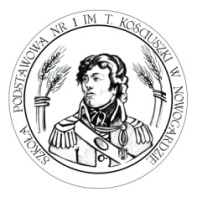 SZKOŁA PODSTAWOWA NR 1 IM T. KOŚCIUSZKI W NOWOGARDZIE